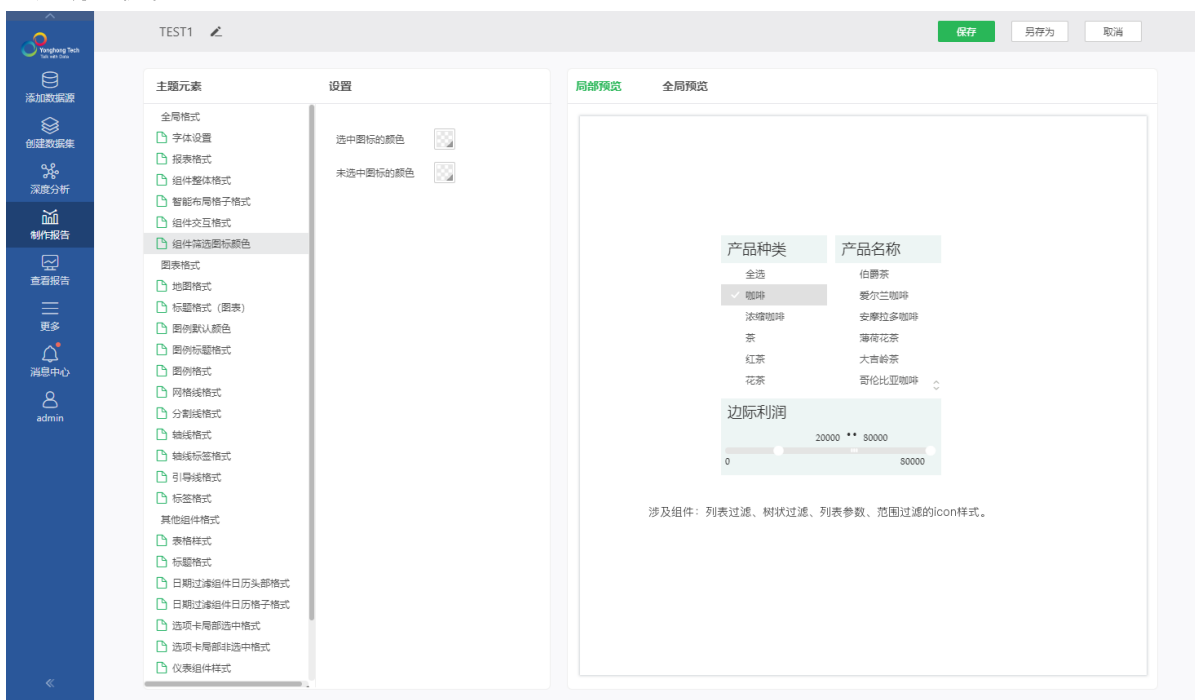 TEST1
保存
另存为
取消
Yonghong Tech
Talk with Data
添加数据源
创建数据集
深度分析
制作报告
查看报告
更多
消息中心
admin
主题元素
全局格式
字体设置
报表格式
组件整体格式
智能布局格子格式
组件交互格式
组件筛选图标颜色
图表格式
地图格式
标题格式（图表）
图例默认颜色
图例标题格式
图例格式
网格线格式
分割线格式
轴线格式
轴线标签格式
引导线格式
标签格式
其他组件格式
表格样式
标题格式
日期过滤组件日历头部格式
日期过滤组件日历格子格式
选项卡局部选中格式
选项卡局部非选中格式
仪表组件样式
设置
选中图标的颜色
未选中图标的颜色
局部预览
全局预览
产品种类
全选
咖啡
浓缩咖啡
茶
红茶
花茶
产品名称
伯爵茶
爱尔兰咖啡
安摩拉多咖啡
薄荷花茶
大吉岭茶
哥伦比亚咖啡
边际利润
20000 •• 80000
0 80000
涉及组件：列表过滤、树状过滤、列表参数、范围过滤的icon样式。